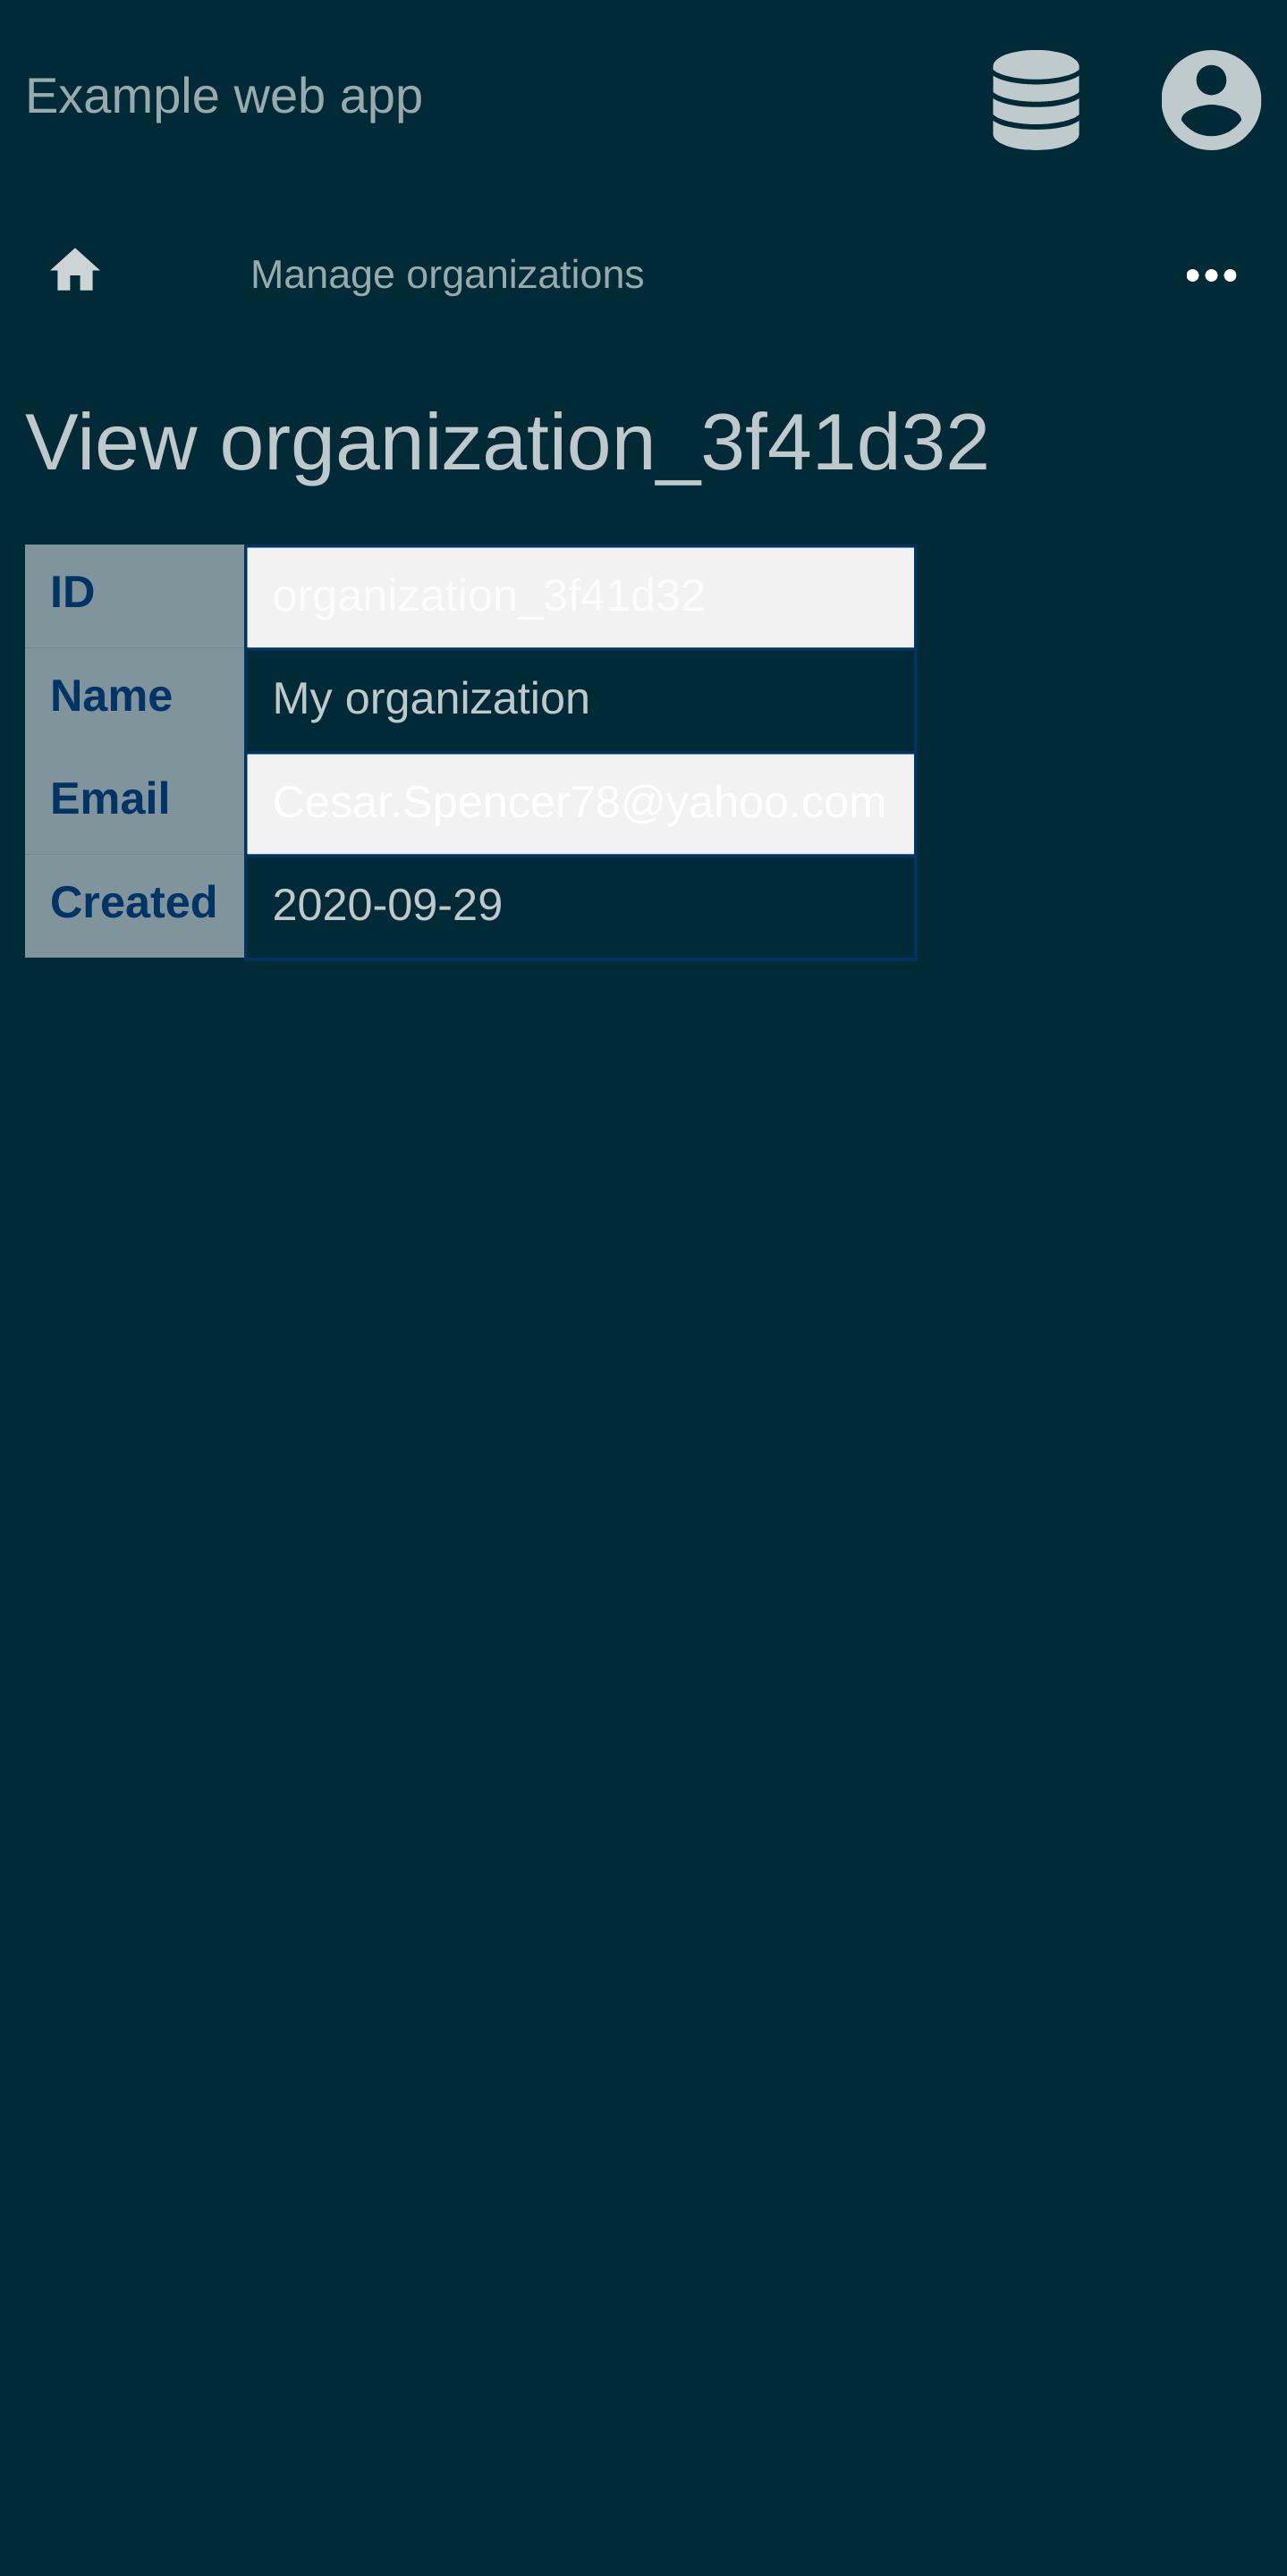 Example web app
Manage organizations
View organization_3f41d32
ID organization_3f41d32
Name My organization
Email Cesar.Spencer78@yahoo.com
Created 2020-09-29